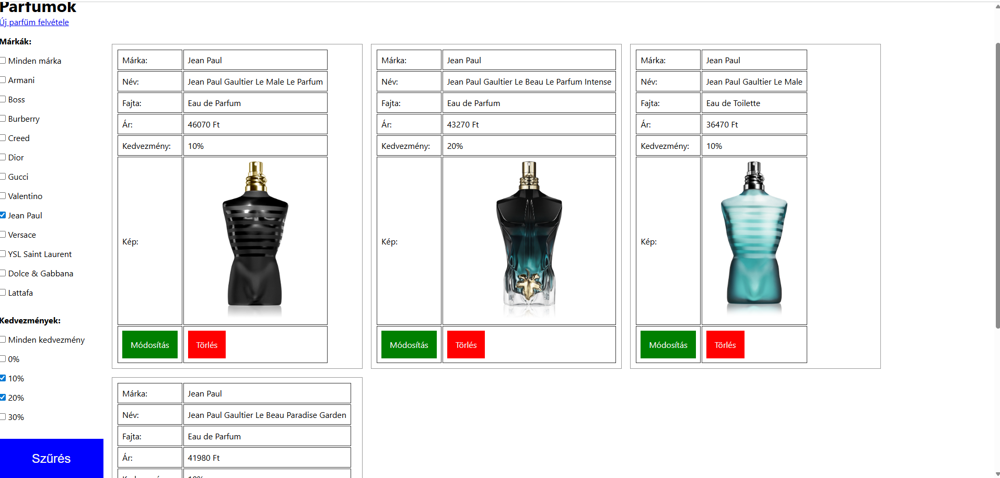 Parfümök
Új parfüm felvétele
Márkák:
Minden márka
Armani
Boss
Burberry
Creed
Dior
Gucci
Valentino
Jean Paul
Versace
YSL Saint Laurent
Dolce & Gabbana
Lattafa
Kedvezmények:
Minden kedvezmény
0%
10%
20%
30%
Szűrés
Márka: Jean Paul
Név: Jean Paul Gaultier Le Male Le Parfum
Fajta: Eau de Parfum
Ár: 46070 Ft
Kedvezmény: 10%
Kép:
Módosítás Törlés
Márka: Jean Paul
Név: Jean Paul Gaultier Le Beau Le Parfum Intense
Fajta: Eau de Parfum
Ár: 43270 Ft
Kedvezmény: 20%
Kép:
Módosítás Törlés
Márka: Jean Paul
Név: Jean Paul Gaultier Le Male
Fajta: Eau de Toilette
Ár: 36470 Ft
Kedvezmény: 10%
Kép:
Módosítás Törlés
Márka: Jean Paul
Név: Jean Paul Gaultier Le Beau Paradise Garden
Fajta: Eau de Parfum
Ár: 41980 Ft
Kedvezmény: 10%